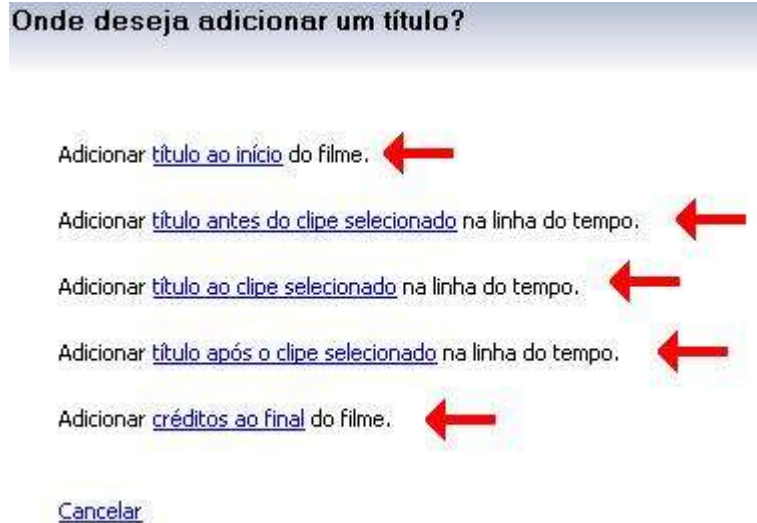 Onde deseja adicionar um título?
Adicionar título ao início do filme.
Adicionar título antes do clipe selecionado na linha do tempo.
Adicionar título ao clipe selecionado na linha do tempo.
Adicionar título após o clipe selecionado na linha do tempo.
Adicionar créditos ao final do filme.
Cancelar